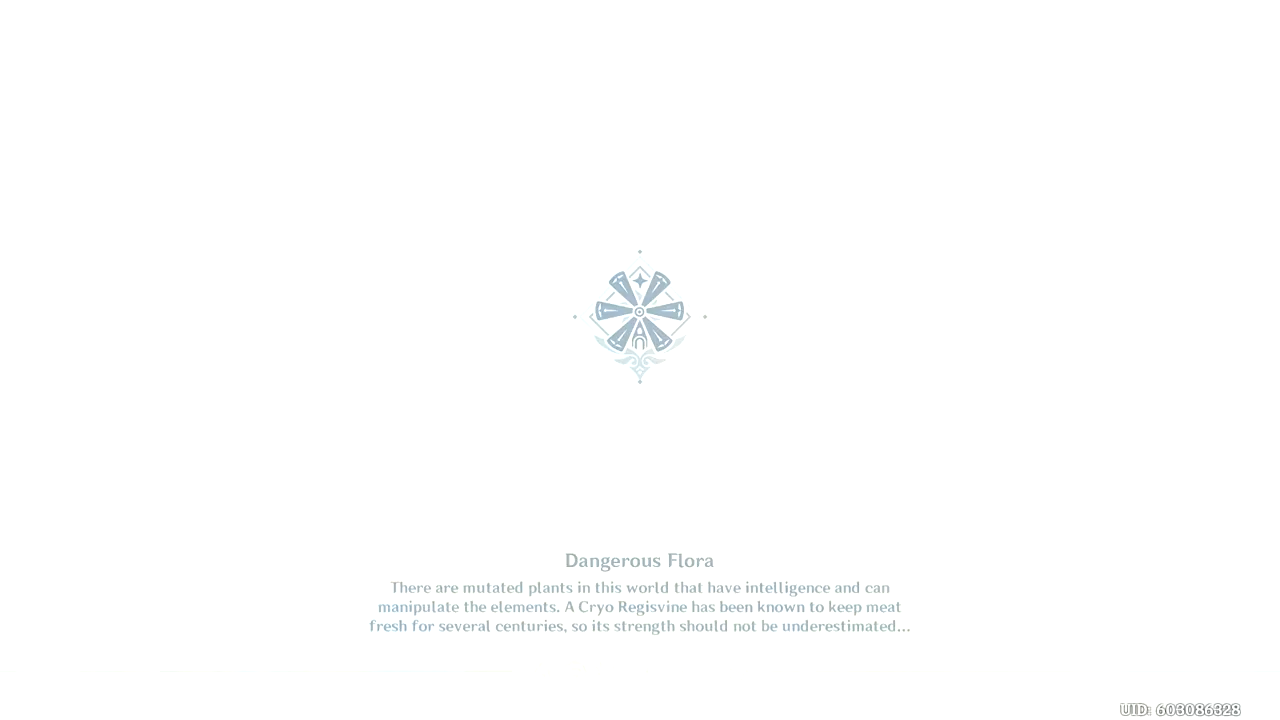 Dangerous Flora
There are mutated plants in this world that have intelligence and can
manipulate the elements. A Cryo Regisvine has been known to keep meat
fresh for several centuries, so its strength should not be underestimated...
UID: 603086328